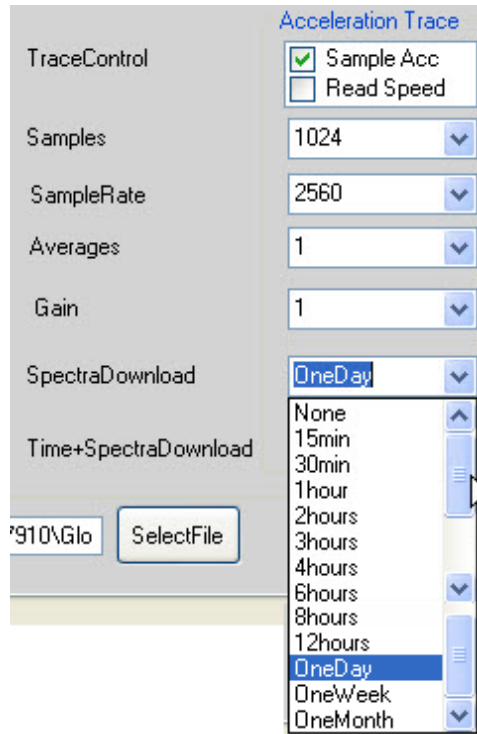 Acceleration Trace
TraceControl
Sample Acc
Read Speed
Samples 1024
SampleRate 2560
Averages 1
Gain 1
SpectraDownload OneDay
Time+SpectraDownload
None
15min
30min
1hour
2hours
3hours
4hours
6hours
8hours
12hours
OneDay
OneWeek
OneMonth
7910\Glo SelectFile